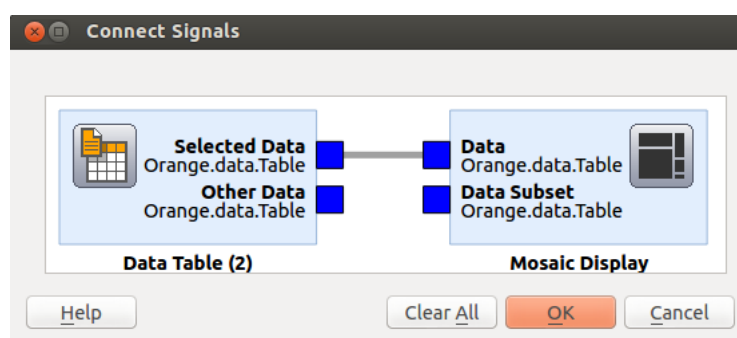 Connect Signals
Selected Data
Orange.data.Table
Other Data
Orange.data.Table
Data Table (2)
Data
Orange.data.Table
Data Subset
Orange.data.Table
Mosaic Display
Help
Clear All
OK
Cancel